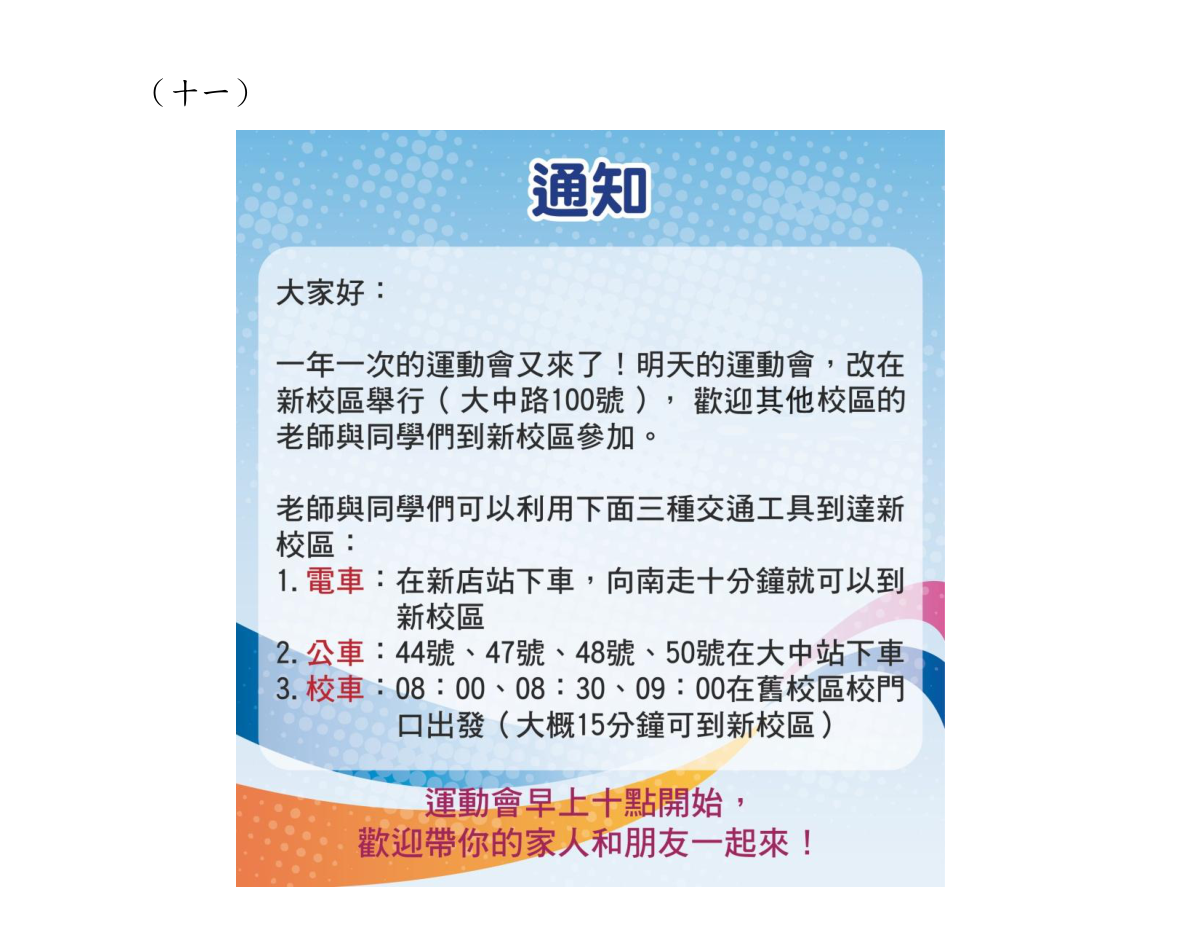 （十一）
通知
大家好：
一年一次的運動會又來了！明天的運動會，改在
新校區舉行（大中路100號），歡迎其他校區的
老師與同學們到新校區參加。
老師與同學們可以利用下面三種交通工具到達新
校區：
1. 電車：在新店站下車，向南走十分鐘就可以到
新校區
2. 公車：44號、47號、48號、50號在大中站下車
3. 校車：08：00、08：30、09：00在舊校區校門
口出發（大概15分鐘可到新校區）
運動會早上十點開始，
歡迎帶你的家人和朋友一起來！